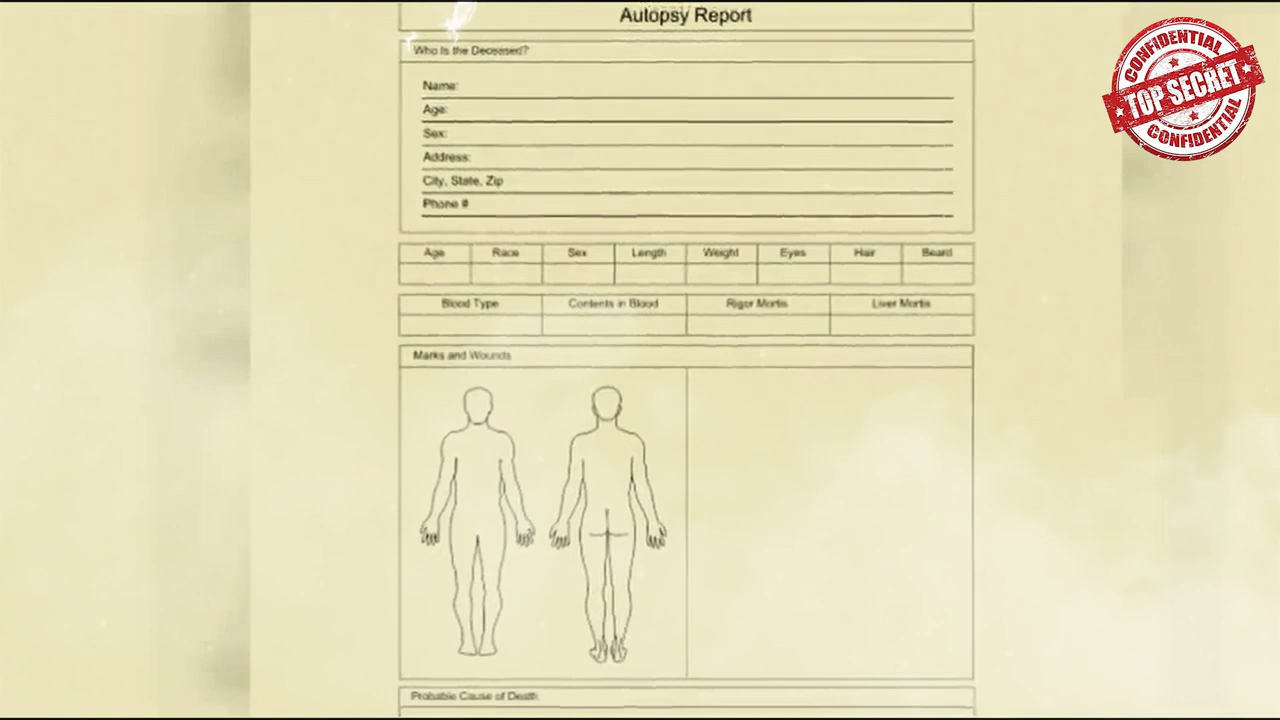 Autopsy Report
CONFIDENTIAL
TOP SECRET
CONFIDENTIAL
Who Is the Deceased?
Name:
Age:
Sex:
Address:
City, State, Zip
Phone #
Age Race Sex Length Weight Eyes Hair Beard
Blood Type Contents in Blood Rigor Mortis Liver Mortis
Marks and Wounds
Probable Cause of Death